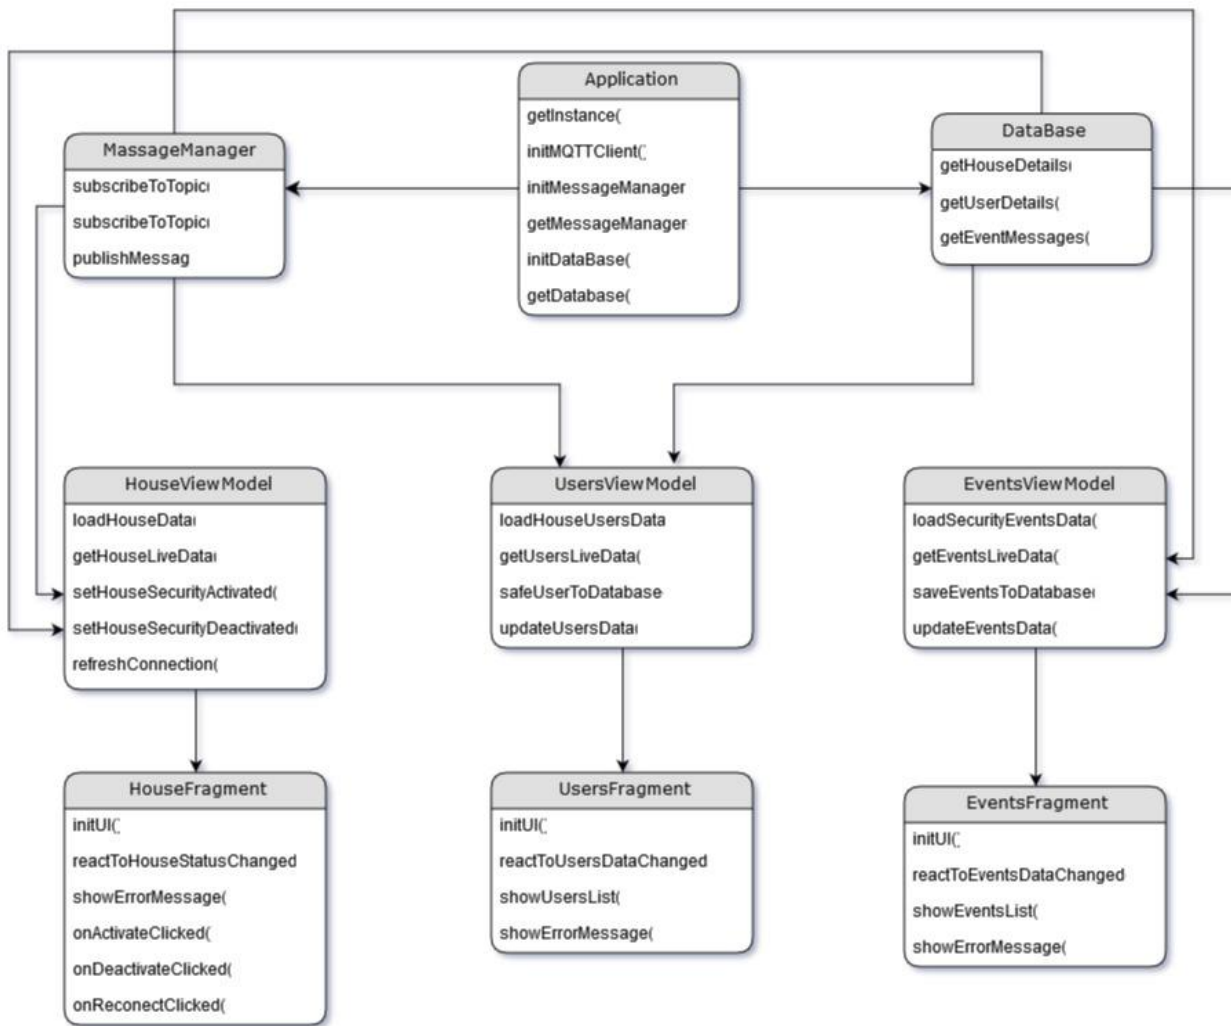 Application
getInstance(
initMQTTClient(
initMessageManager
getMessageManager
initDataBase(
getDatabase(
MassageManager
subscribeToTopic
subscribeToTopic
publishMessag
DataBase
getHouseDetails
getUserDetails(
getEventMessages(
HouseViewModel
loadHouseData
getHouseLiveData
setHouseSecurityActivated(
setHouseSecurityDeactivated
refreshConnection(
UsersViewModel
loadHouseUsersData
getUsersLiveData(
safeUserToDatabase
updateUsersData
EventsViewModel
loadSecurityEventsData(
getEventsLiveData(
saveEventsToDatabase
updateEventsData(
HouseFragment
initUI(
reactToHouseStatusChanged
showErrorMessage(
onActivateClicked(
onDeactivateClicked(
onReconectClicked(
UsersFragment
initUI(
reactToUsersDataChanged
showUsersList(
showErrorMessage(
EventsFragment
initUI(
reactToEventsDataChanged
showEventsList(
showErrorMessage(